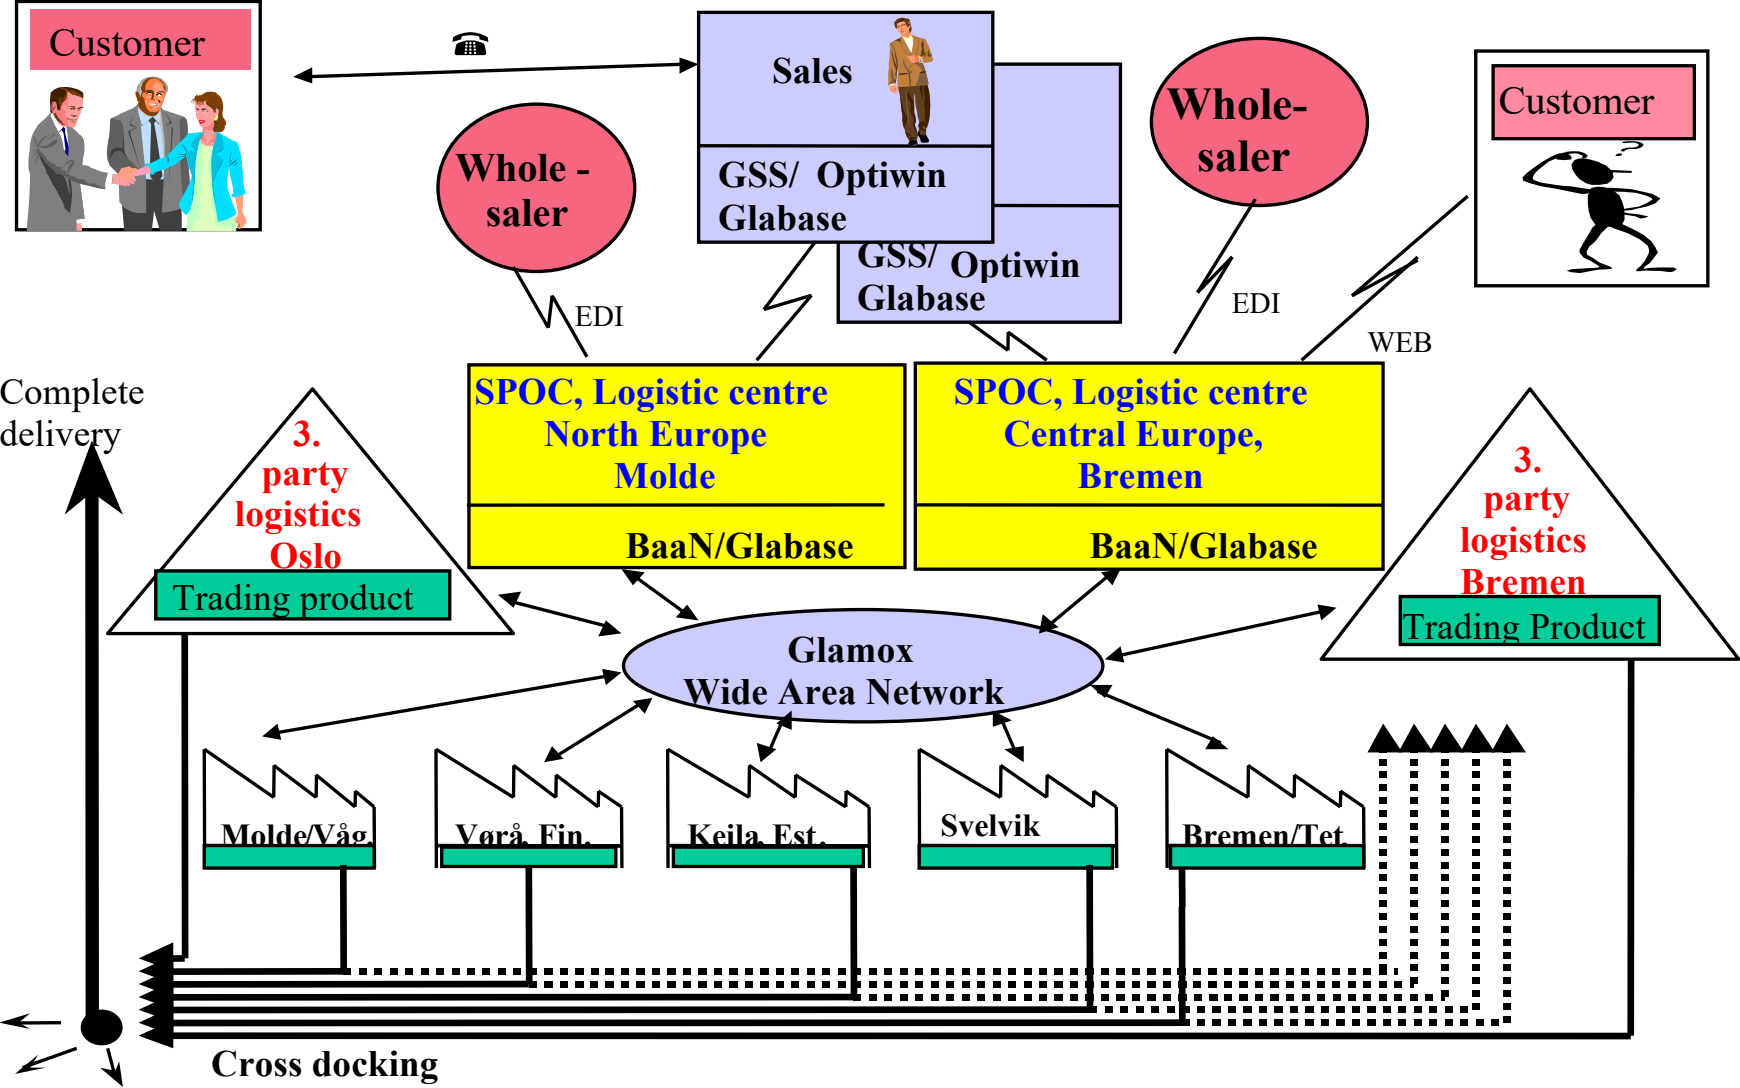 Customer
Sales
Whole-
saler
Customer
Whole -
saler
GSS/ Optiwin
Glabase
GSS/ Optiwin
Glabase
EDI
EDI
WEB
Complete
delivery
SPOC, Logistic centre
North Europe
Molde
BaaN/Glabase
SPOC, Logistic centre
Central Europe,
Bremen
BaaN/Glabase
3.
party
logistics
Oslo
Trading product
3.
party
logistics
Bremen
Trading Product
Glamox
Wide Area Network
Molde/Våg.
Vørå, Fin.
Keila, Est.
Svelvik
Bremen/Tet.
Cross docking
?